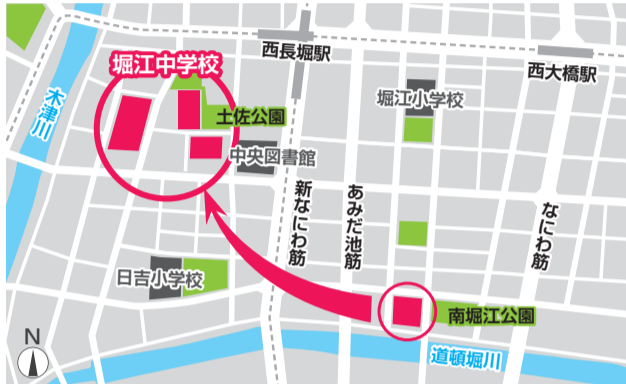 西長堀駅
堀江中学校
西大橋駅
木津川
堀江小学校
土佐公園
中央図書館
新なにわ筋
あみだ池筋
なにわ筋
日吉小学校
南堀江公園
N
道頓堀川